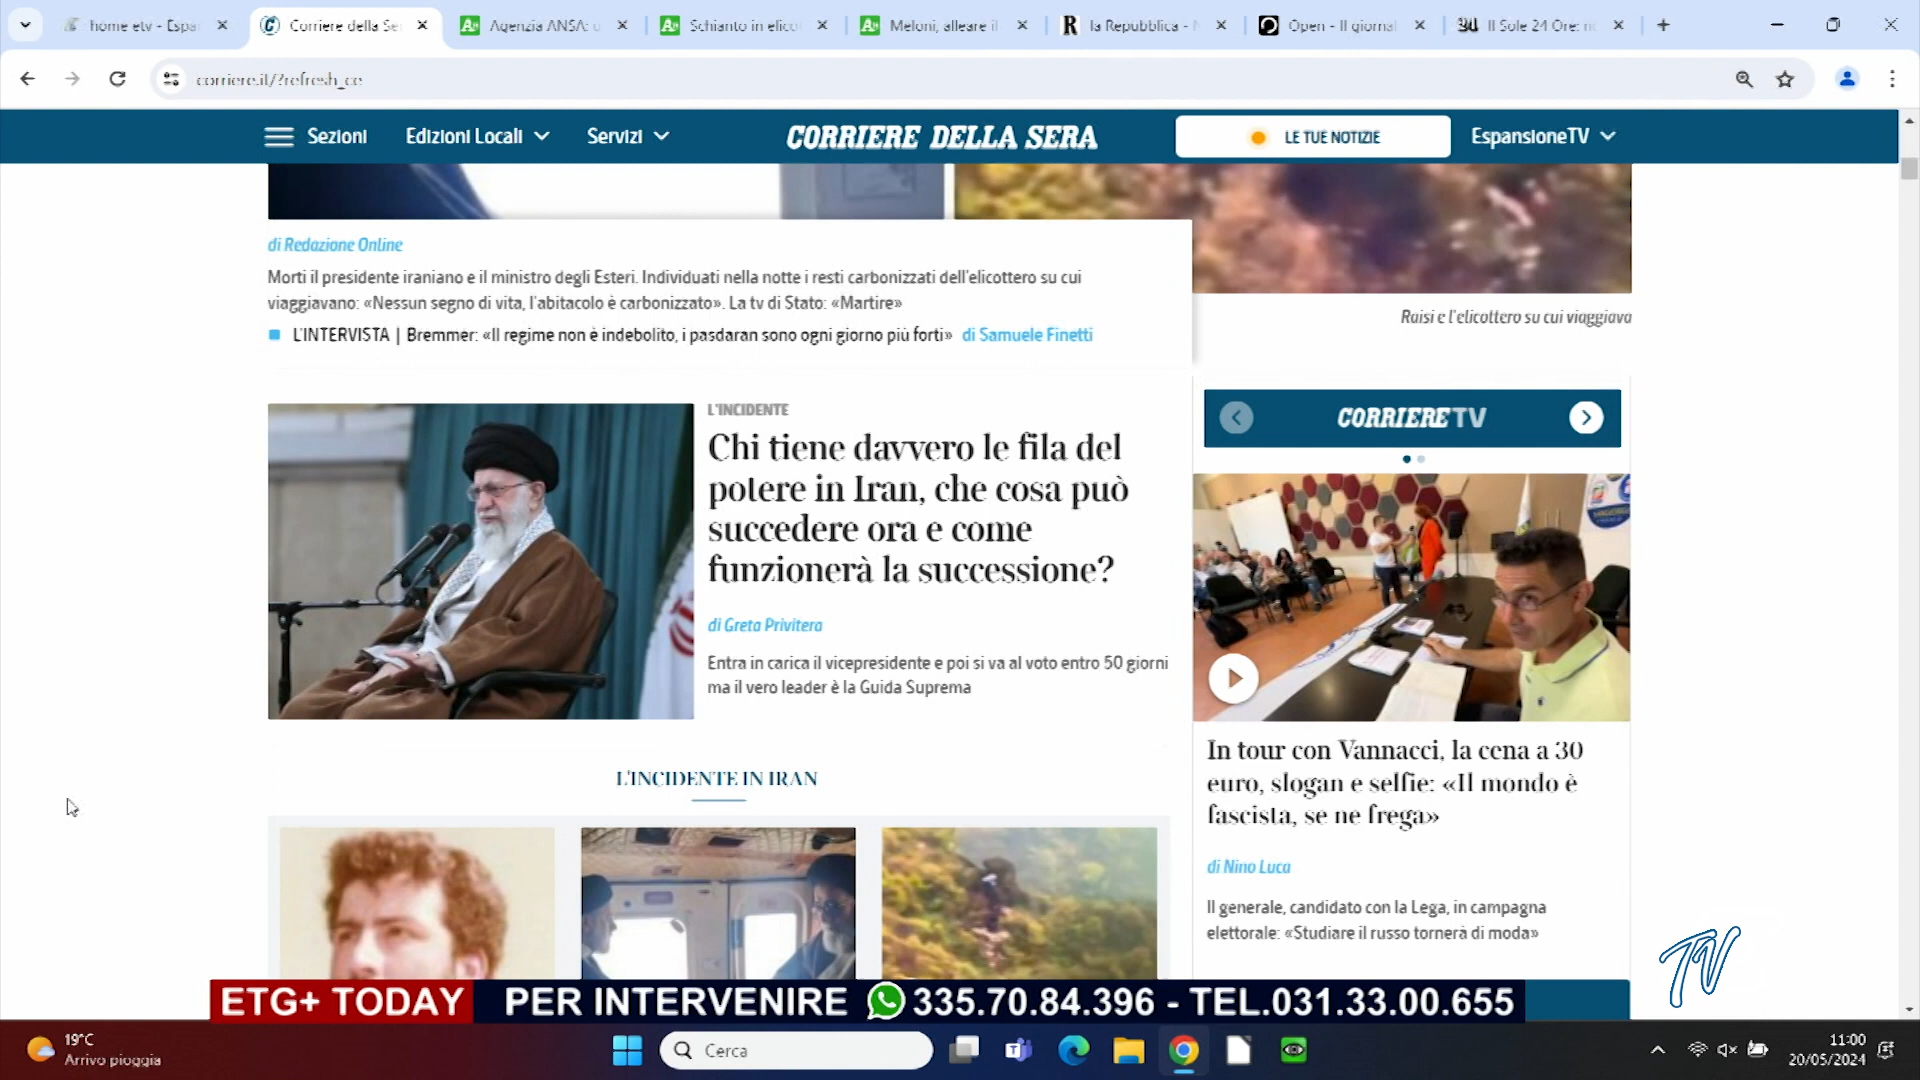 home etv - Espa
Corriere della Se
Agenzia ANSA: u
Schianto in elico
Meloni, alleare il
la Repubblica - N
Open - Il giornal
Il Sole 24 Ore: no
corriere.it/?refresh_ce
Sezioni
Edizioni Locali
Servizi
CORRIERE DELLA SERA
LE TUE NOTIZIE
EspansioneTV
di Redazione Online
Morti il presidente iraniano e il ministro degli Esteri. Individuati nella notte i resti carbonizzati dell'elicottero su cui
viaggiavano: «Nessun segno di vita, l'abitacolo è carbonizzato». La tv di Stato: «Martire»
L'INTERVISTA | Bremmer: «Il regime non è indebolito, i pasdaran sono ogni giorno più forti» di Samuele Finetti
Raisi e l'elicottero su cui viaggiava
L'INCIDENTE
Chi tiene davvero le fila del
potere in Iran, che cosa può
succedere ora e come
funzionerà la successione?
di Greta Privitera
Entra in carica il vicepresidente e poi si va al voto entro 50 giorni
ma il vero leader è la Guida Suprema
CORRIERE TV
In tour con Vannacci, la cena a 30
euro, slogan e selfie: «Il mondo è
fascista, se ne frega»
di Nino Luca
Il generale, candidato con la Lega, in campagna
elettorale: «Studiare il russo tornerà di moda»
L'INCIDENTE IN IRAN
TV
ETG+ TODAY
PER INTERVENIRE 335.70.84.396 - TEL.031.33.00.655
19°C
Arrivo pioggia
Cerca
11:00
20/05/2024